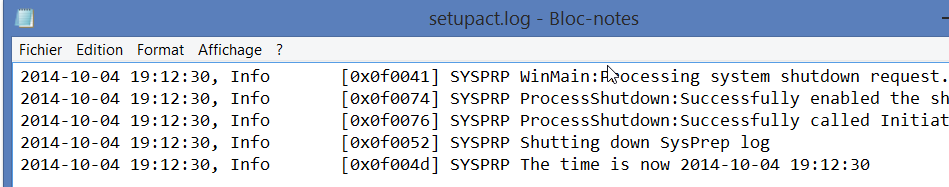 setupact.log - Bloc-notes
Fichier Edition Format Affichage ?
2014-10-04 19:12:30, Info [0x0f0041] SYSPRP WinMain:Processing system shutdown request.
2014-10-04 19:12:30, Info [0x0f0074] SYSPRP ProcessShutdown:Successfully enabled the sh
2014-10-04 19:12:30, Info [0x0f0076] SYSPRP ProcessShutdown:Successfully called Initiat
2014-10-04 19:12:30, Info [0x0f0052] SYSPRP Shutting down SysPrep log
2014-10-04 19:12:30, Info [0x0f004d] SYSPRP The time is now 2014-10-04 19:12:30